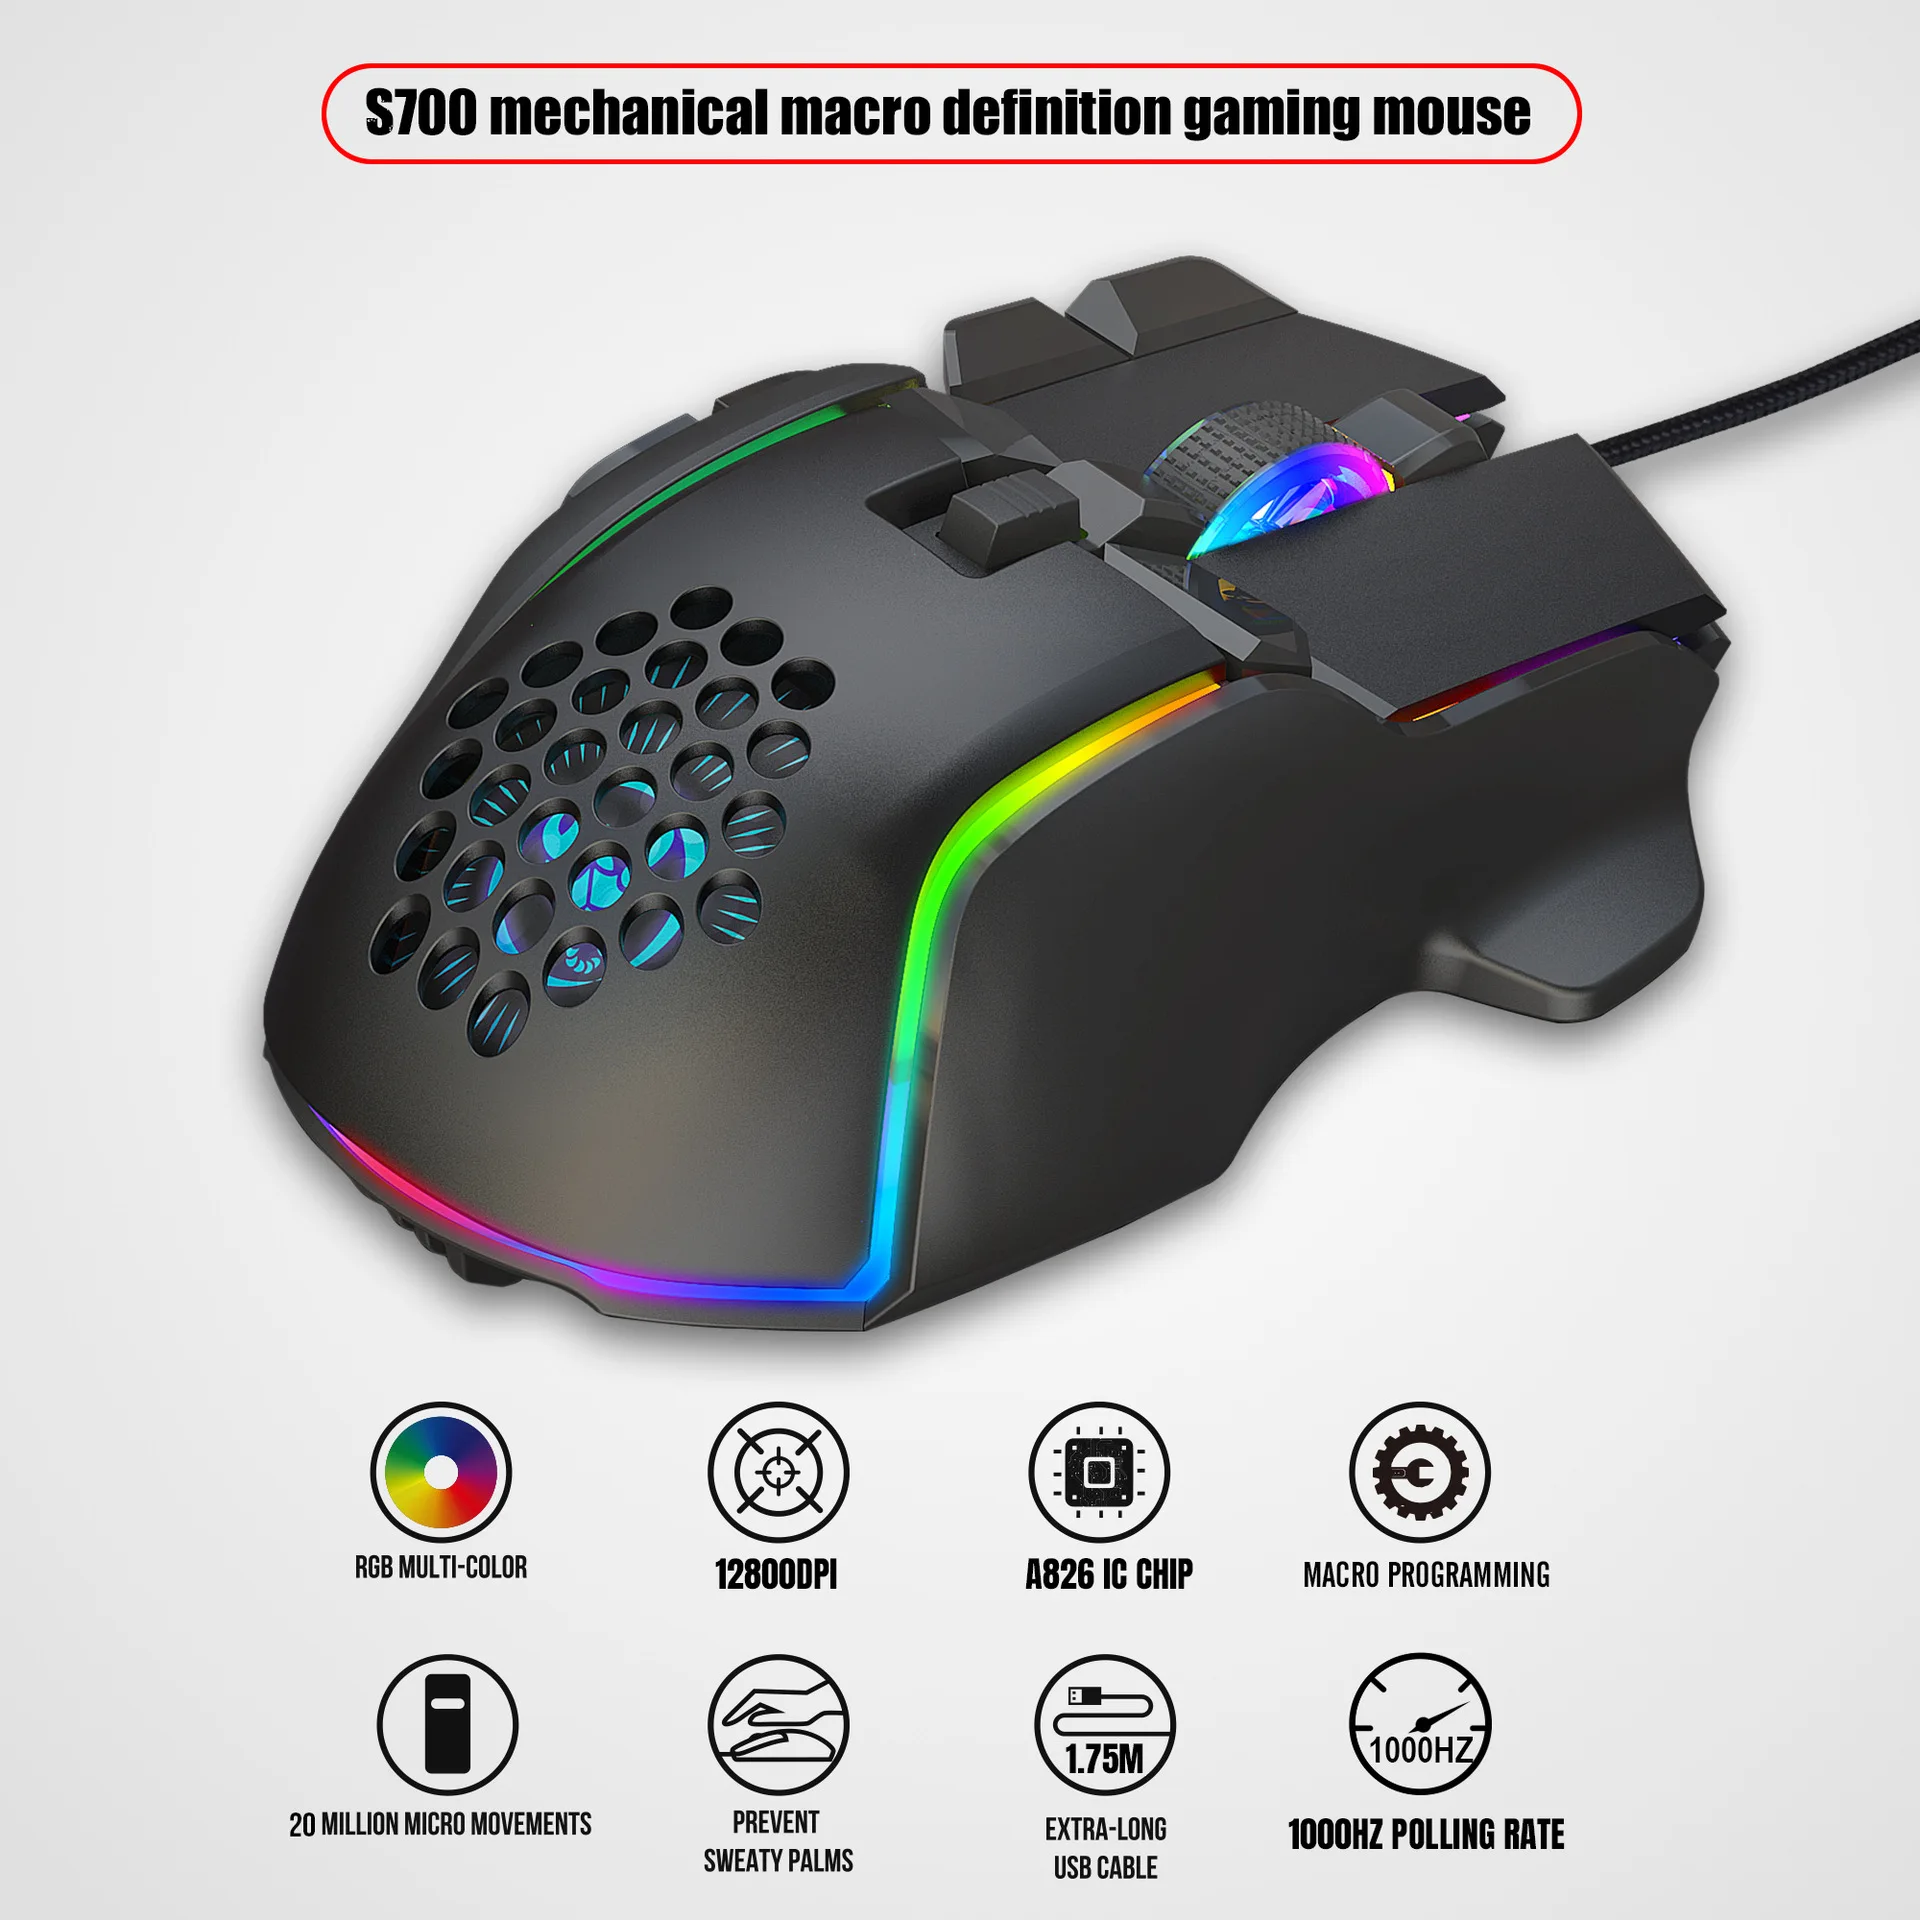 S700 mechanical macro definition gaming mouse
RGB MULTI-COLOR
12800DPI
A826 IC CHIP
MACRO PROGRAMMING
20 MILLION MICRO MOVEMENTS
PREVENT
SWEATY PALMS
1.75M
EXTRA-LONG
USB CABLE
1000HZ
1000HZ POLLING RATE